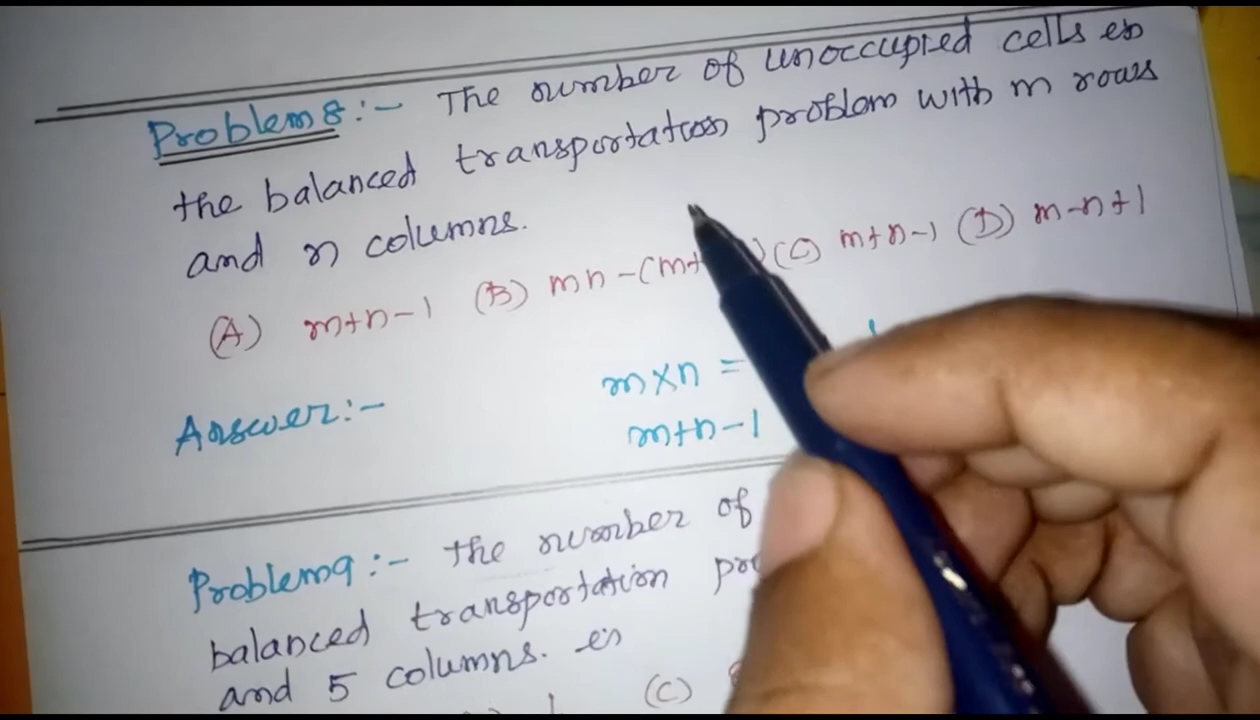 Problem 8:- The number of unoccupied cells in
the balanced transportation problem with m rows
and n columns.
(A) m+n-1 (B) mn-(m+ ) (C) m+n-1 (D) m-n+1
Answer:- m×n =
m+n-1
Problem 9:- The number of
balanced transportation
and 5 columns. is
(C)